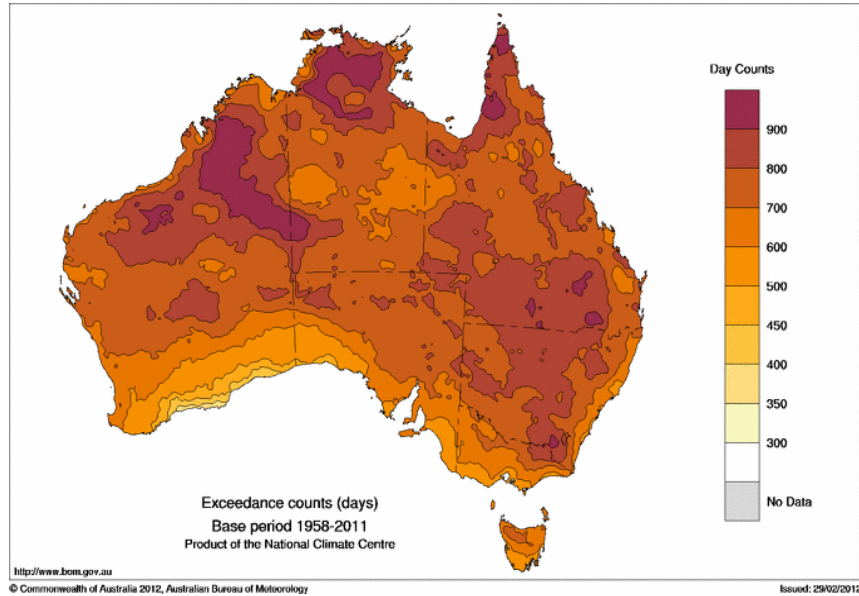 Day Counts
900
800
700
600
500
450
400
350
300
No Data
Exceedance counts (days)
Base period 1958-2011
Product of the National Climate Centre
http://www.bom.gov.au
© Commonwealth of Australia 2012, Australian Bureau of Meteorology
Issued: 29/02/2012